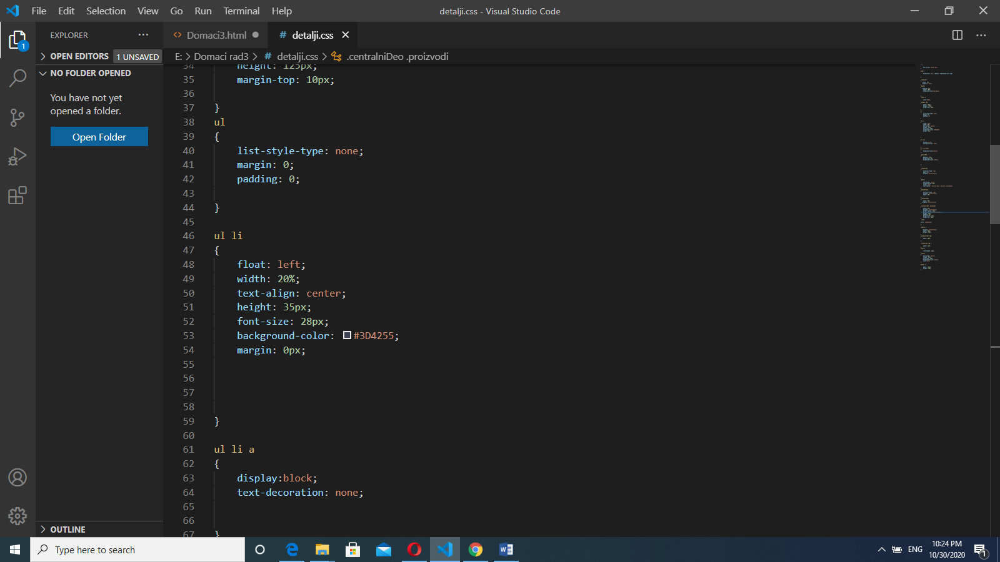 File Edit Selection View Go Run Terminal Help
detalji.css - Visual Studio Code
EXPLORER
Domaci3.html
# detalji.css
OPEN EDITORS 1 UNSAVED
E: > Domaci rad3 > # detalji.css > .centralniDeo .proizvodi
NO FOLDER OPENED
You have not yet
opened a folder.
Open Folder
OUTLINE
34 height: 125px;
35 margin-top: 10px;
36
37 }
38 ul
39 {
40 list-style-type: none;
41 margin: 0;
42 padding: 0;
43
44 }
45
46 ul li
47 {
48 float: left;
49 width: 20%;
50 text-align: center;
51 height: 35px;
52 font-size: 28px;
53 background-color: #3D4255;
54 margin: 0px;
55
56
57
58
59 }
60
61 ul li a
62 {
63 display:block;
64 text-decoration: none;
65
66
67 }
1
Type here to search
ENG
10:24 PM
10/30/2020
1